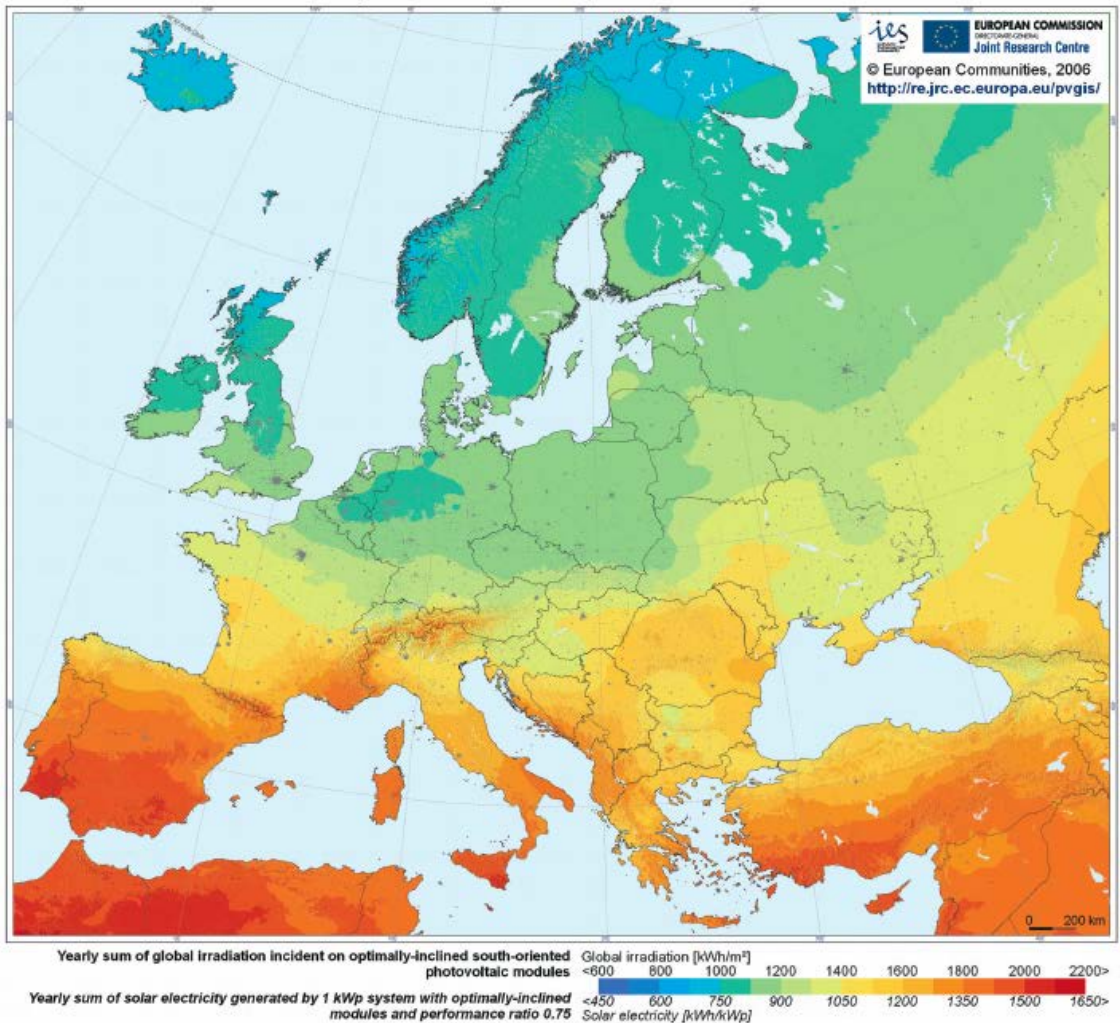 ies
EUROPEAN COMMISSION
DIRECTORATE-GENERAL
Joint Research Centre
© European Communities, 2006
http://re.jrc.ec.europa.eu/pvgis/
0 200 km
Yearly sum of global irradiation incident on optimally-inclined south-oriented
photovoltaic modules
Yearly sum of solar electricity generated by 1 kWp system with optimally-inclined
modules and performance ratio 0.75
Global irradiation [kWh/m²]
<600 800 1000 1200 1400 1600 1800 2000 2200>
<450 600 750 900 1050 1200 1350 1500 1650>
Solar electricity [kWh/kWp]